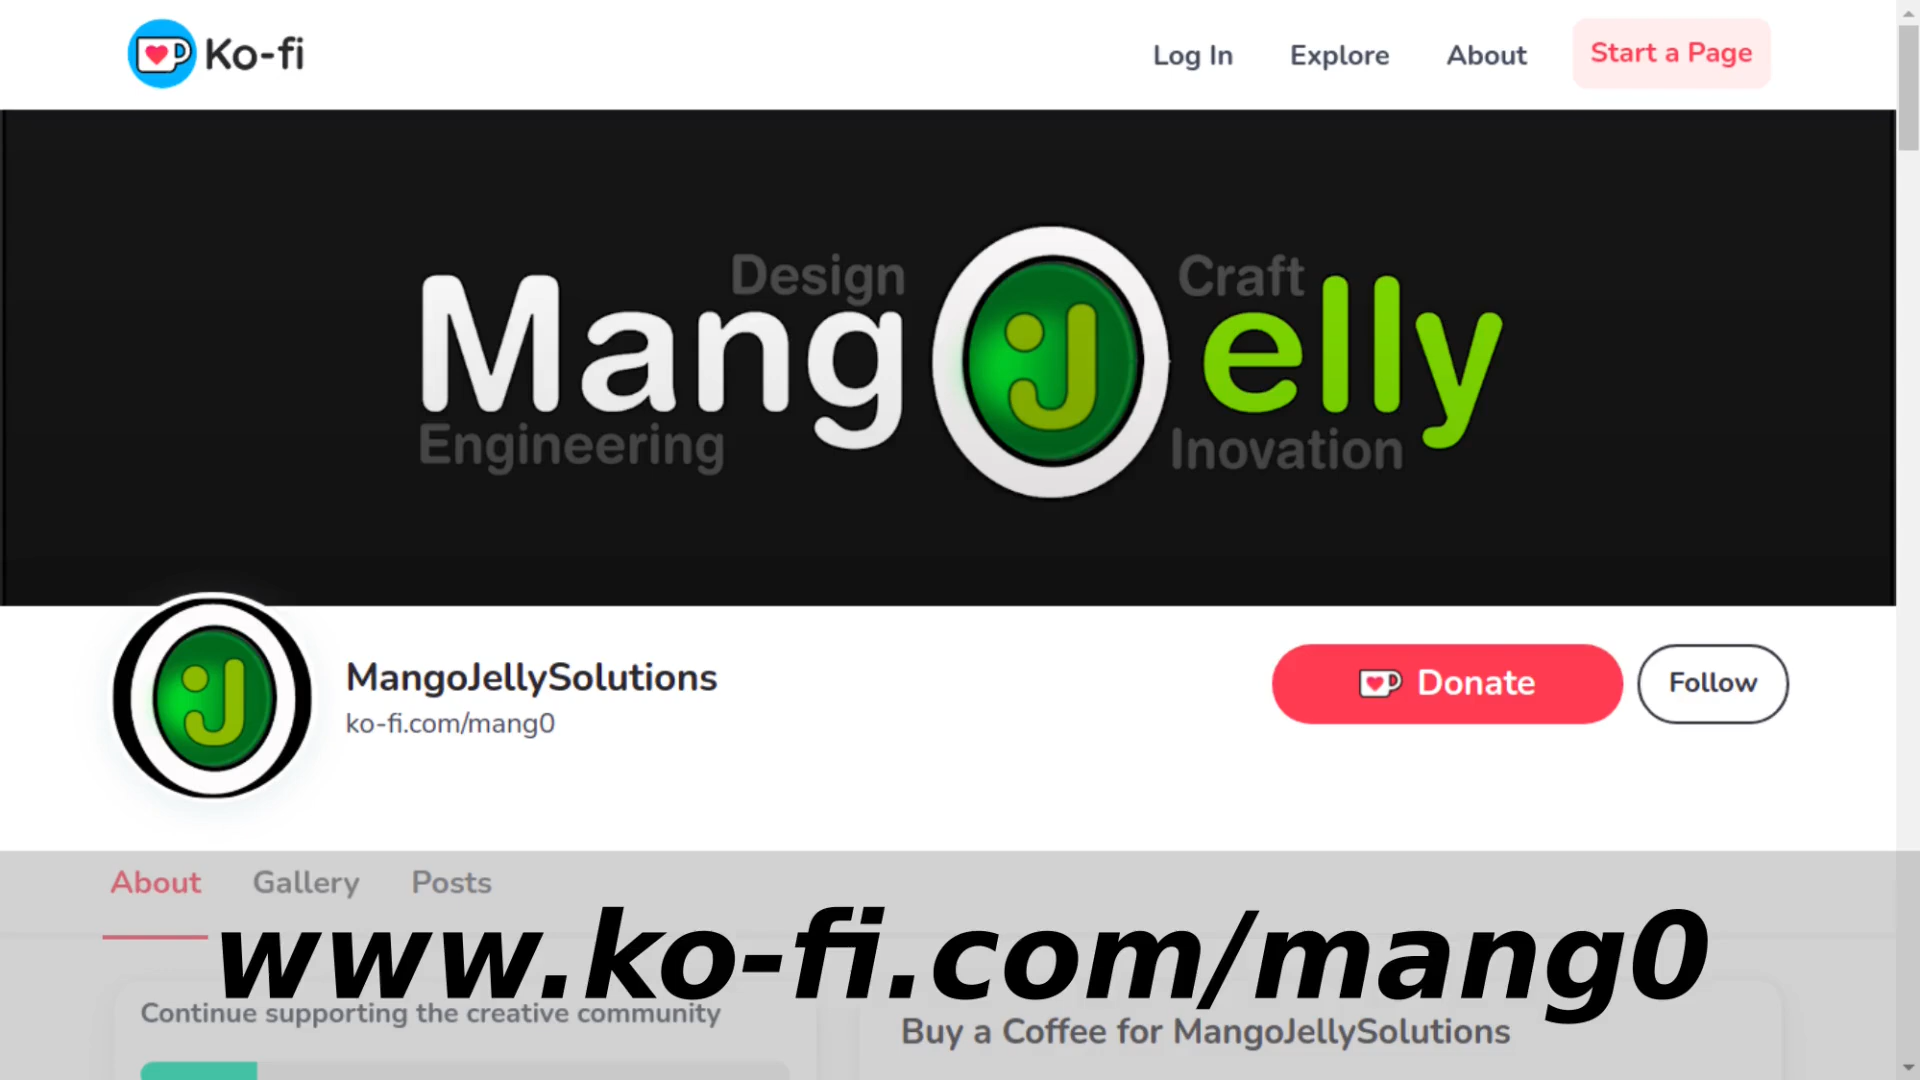 Ko-fi
Log In
Explore
About
Start a Page
Design
Craft
Mang
J
elly
Engineering
Inovation
J
MangoJellySolutions
ko-fi.com/mang0
Donate
Follow
About
Gallery
Posts
www.ko-fi.com/mang0
Continue supporting the creative community
Buy a Coffee for MangoJellySolutions